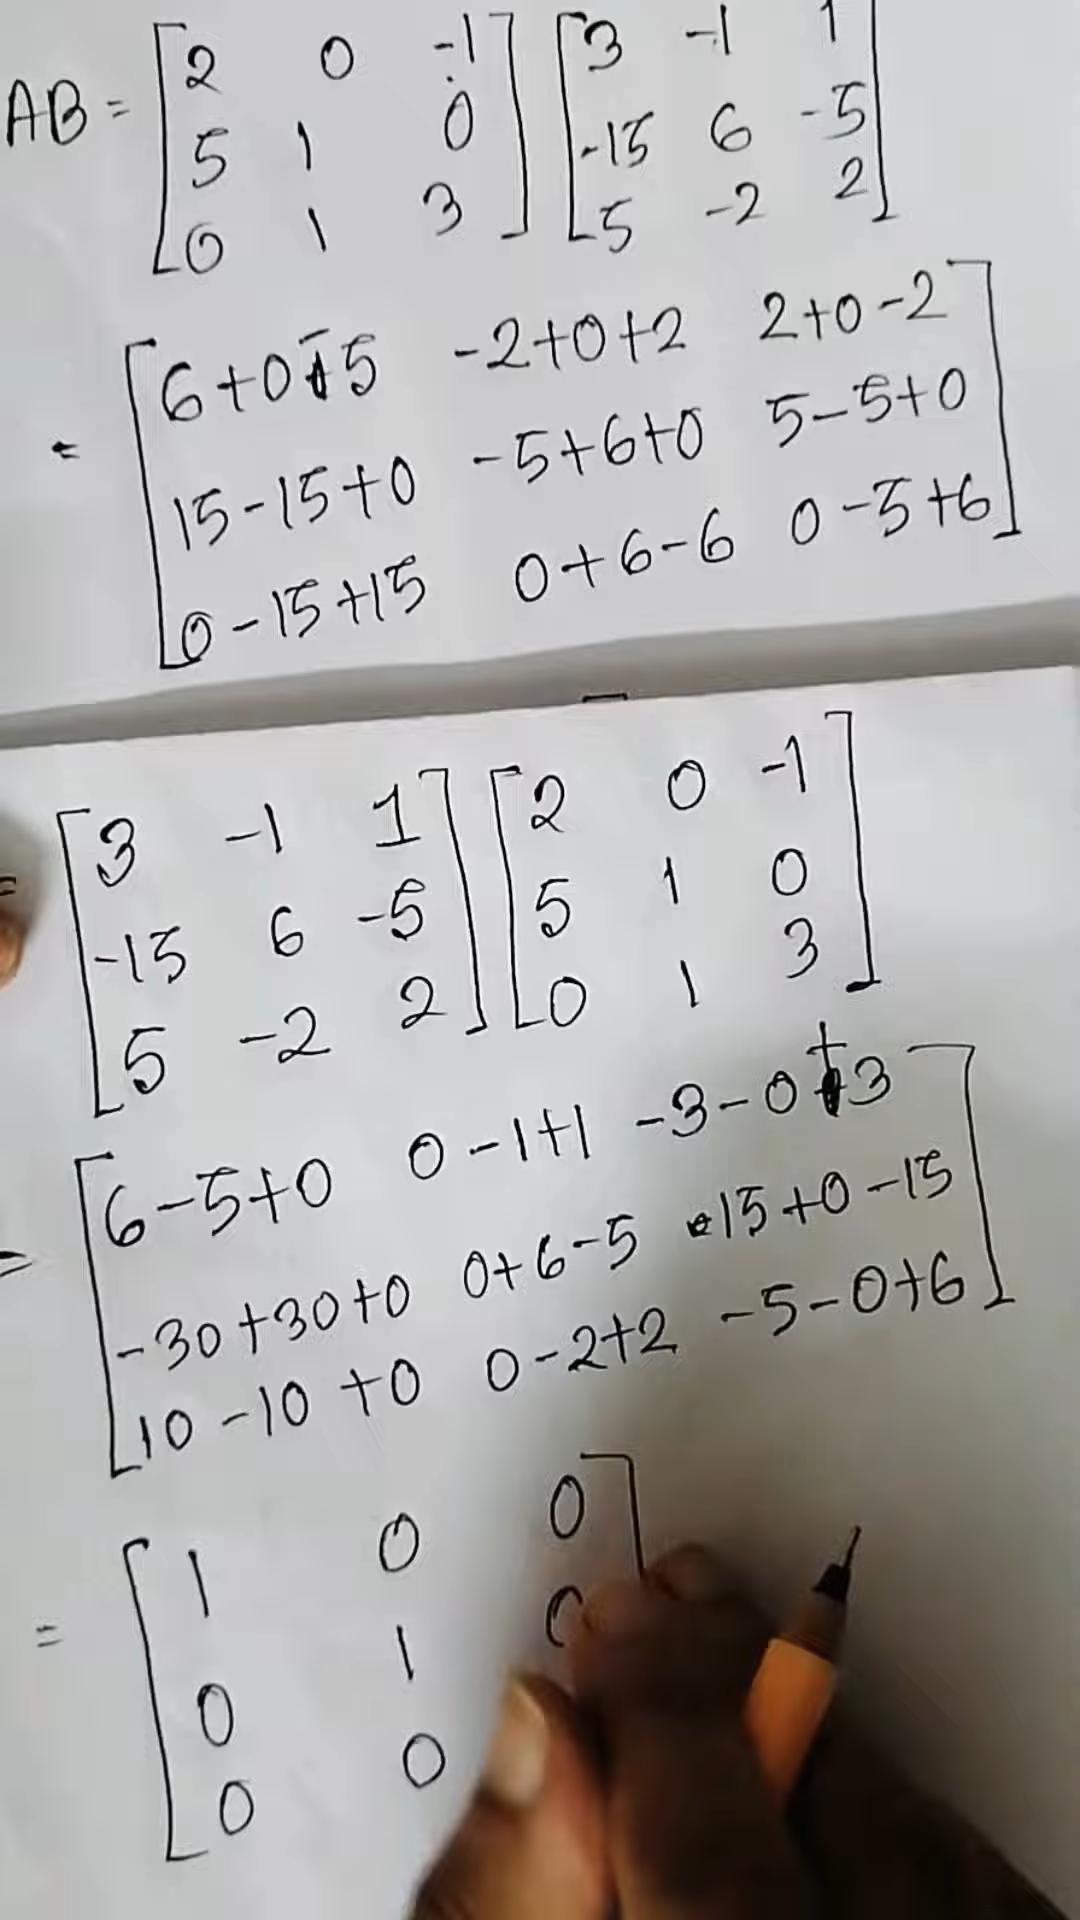 AB = [2 0 -1] [3 -1 1]
[5 1 0] [-15 6 -5]
[0 1 3] [5 -2 2]
= [6+0-5 -2+0+2 2+0-2]
[15-15+0 -5+6+0 5-5+0]
[0-15+15 0+6-6 0-5+6]
= [3 -1 1] [2 0 -1]
[-15 6 -5] [5 1 0]
[5 -2 2] [0 1 3]
= [6-5+0 0-1+1 -3-0+3]
[-30+30+0 0+6-5 15+0-15]
[10-10+0 0-2+2 -5-0+6]
= [1 0 0]
[0 1 0
[0 0